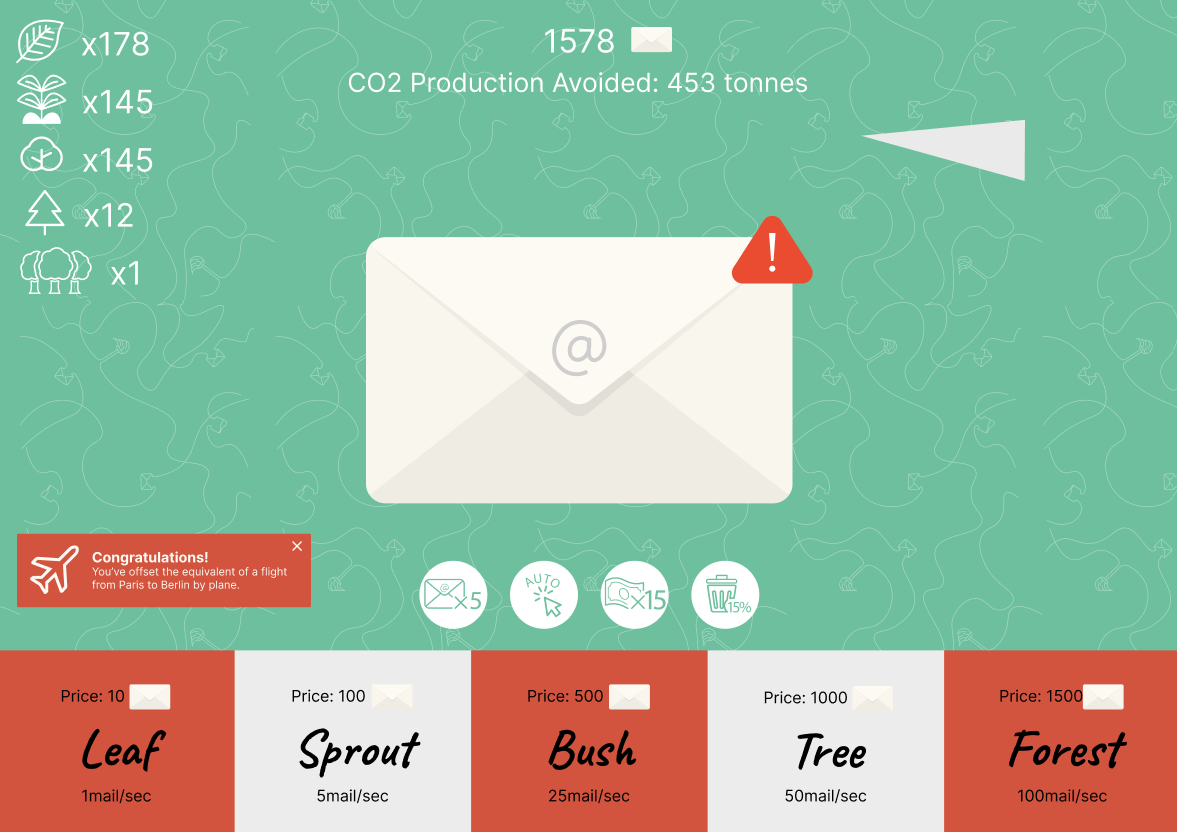 x178
x145
x145
x12
x1
1578
CO2 Production Avoided: 453 tonnes
!
@
Congratulations!
You've offset the equivalent of a flight
from Paris to Berlin by plane.
@
x5
AUTO
x15
15%
Price: 10
Leaf
1mail/sec
Price: 100
Sprout
5mail/sec
Price: 500
Bush
25mail/sec
Price: 1000
Tree
50mail/sec
Price: 1500
Forest
100mail/sec